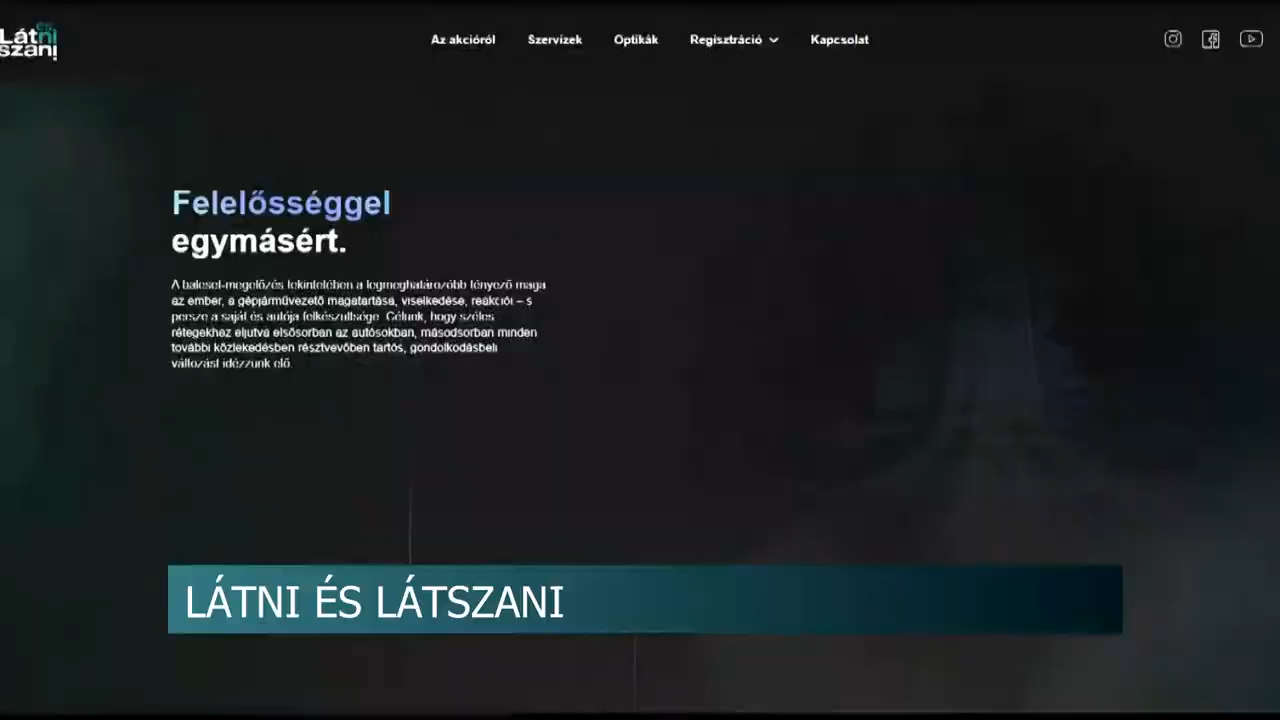 Látni
és
szani
Az akcióról Szervizek Optikák Regisztráció Kapcsolat
Felelősséggel
egymásért.
A baleset-megelőzés tekintetében a legmeghatározóbb tényező maga
az ember, a gépjárművezető magatartása, viselkedése, reakciói – s
persze a saját és autója felkészültsége. Célunk, hogy széles
rétegekhez eljutva elsősorban az autósokban, másodsorban minden
további közlekedésben résztvevőben tartós, gondolkodásbeli
változást idézzünk elő.
LÁTNI ÉS LÁTSZANI